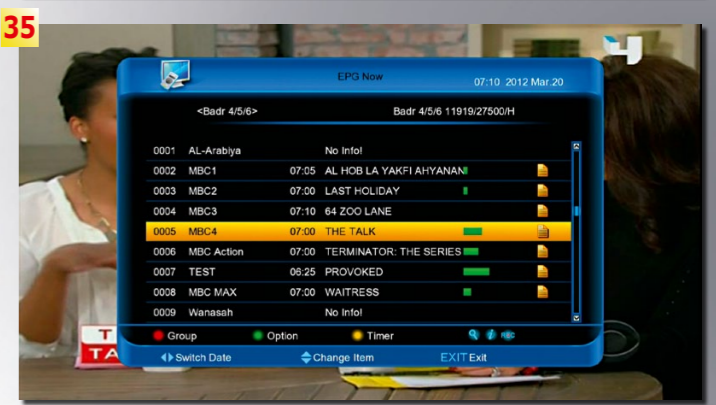 35
EPG Now
07:10 2012 Mar.20
<Badr 4/5/6> Badr 4/5/6 11919/27500/H
0001 AL-Arabiya No Info!
0002 MBC1 07:05 AL HOB LA YAKFI AHYANAN
0003 MBC2 07:00 LAST HOLIDAY
0004 MBC3 07:10 64 ZOO LANE
0005 MBC4 07:00 THE TALK
0006 MBC Action 07:00 TERMINATOR: THE SERIES
0007 TEST 06:25 PROVOKED
0008 MBC MAX 07:00 WAITRESS
0009 Wanasah No Info!
Group Option Timer REC
Switch Date Change Item EXIT Exit
T
TA